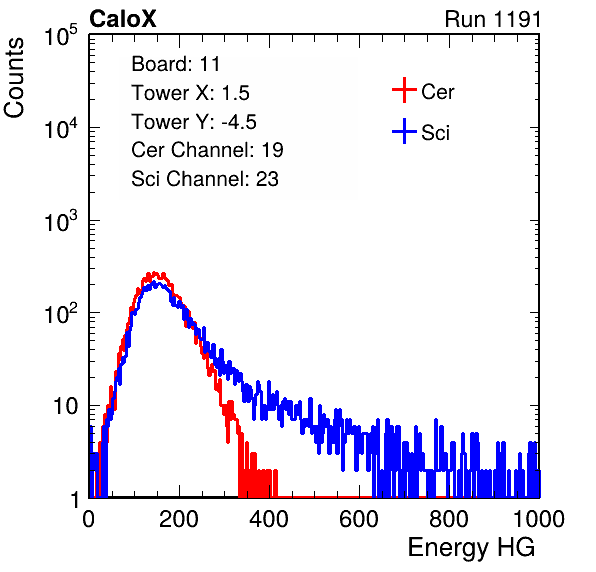 CaloX Run 1191
Counts
10^5
10^4
10^3
10^2
10
1
Board: 11
Tower X: 1.5
Tower Y: -4.5
Cer Channel: 19
Sci Channel: 23
Cer
Sci
0 200 400 600 800 1000
Energy HG